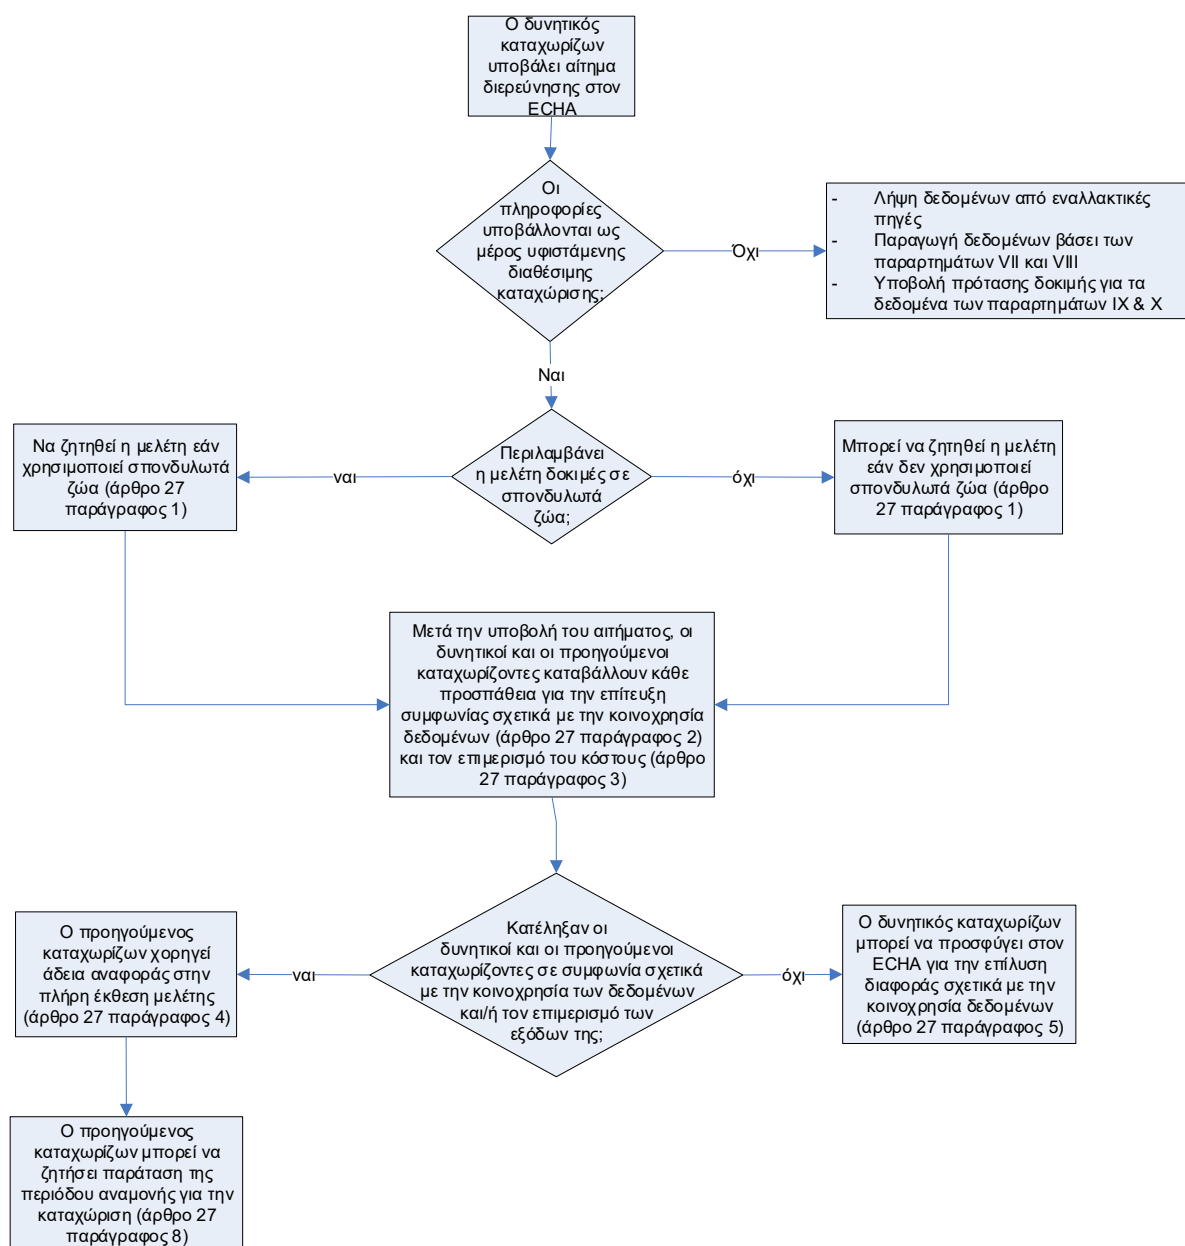 Ο δυνητικός
καταχωρίζων
υποβάλει αίτημα
διερεύνησης στον
ECHA
Οι
πληροφορίες
υποβάλλονται ως
μέρος υφιστάμενης
διαθέσιμης
καταχώρισης;
Όχι
- Λήψη δεδομένων από εναλλακτικές
πηγές
- Παραγωγή δεδομένων βάσει των
παραρτημάτων VII και VIII
- Υποβολή πρότασης δοκιμής για τα
δεδομένα των παραρτημάτων IX & X
Ναι
Να ζητηθεί η μελέτη εάν
χρησιμοποιεί σπονδυλωτά
ζώα (άρθρο 27
παράγραφος 1)
ναι
Περιλαμβάνει
η μελέτη δοκιμές σε
σπονδυλωτά
ζώα;
όχι
Μπορεί να ζητηθεί η μελέτη
εάν δεν χρησιμοποιεί
σπονδυλωτά ζώα (άρθρο
27 παράγραφος 1)
Μετά την υποβολή του αιτήματος, οι
δυνητικοί και οι προηγούμενοι
καταχωρίζοντες καταβάλλουν κάθε
προσπάθεια για την επίτευξη
συμφωνίας σχετικά με την κοινοχρησία
δεδομένων (άρθρο 27 παράγραφος 2)
και τον επιμερισμό του κόστους (άρθρο
27 παράγραφος 3)
Ο προηγούμενος
καταχωρίζων χορηγεί
άδεια αναφοράς στην
πλήρη έκθεση μελέτης
(άρθρο 27 παράγραφος 4)
ναι
Κατέληξαν οι
δυνητικοί και οι προηγούμενοι
καταχωρίζοντες σε συμφωνία σχετικά
με την κοινοχρησία των δεδομένων
και/ή τον επιμερισμό των
εξόδων της;
όχι
Ο δυνητικός καταχωρίζων
μπορεί να προσφύγει στον
ECHA για την επίλυση
διαφοράς σχετικά με την
κοινοχρησία δεδομένων
(άρθρο 27 παράγραφος 5)
Ο προηγούμενος
καταχωρίζων μπορεί να
ζητήσει παράταση της
περιόδου αναμονής για την
καταχώριση (άρθρο 27
παράγραφος 8)